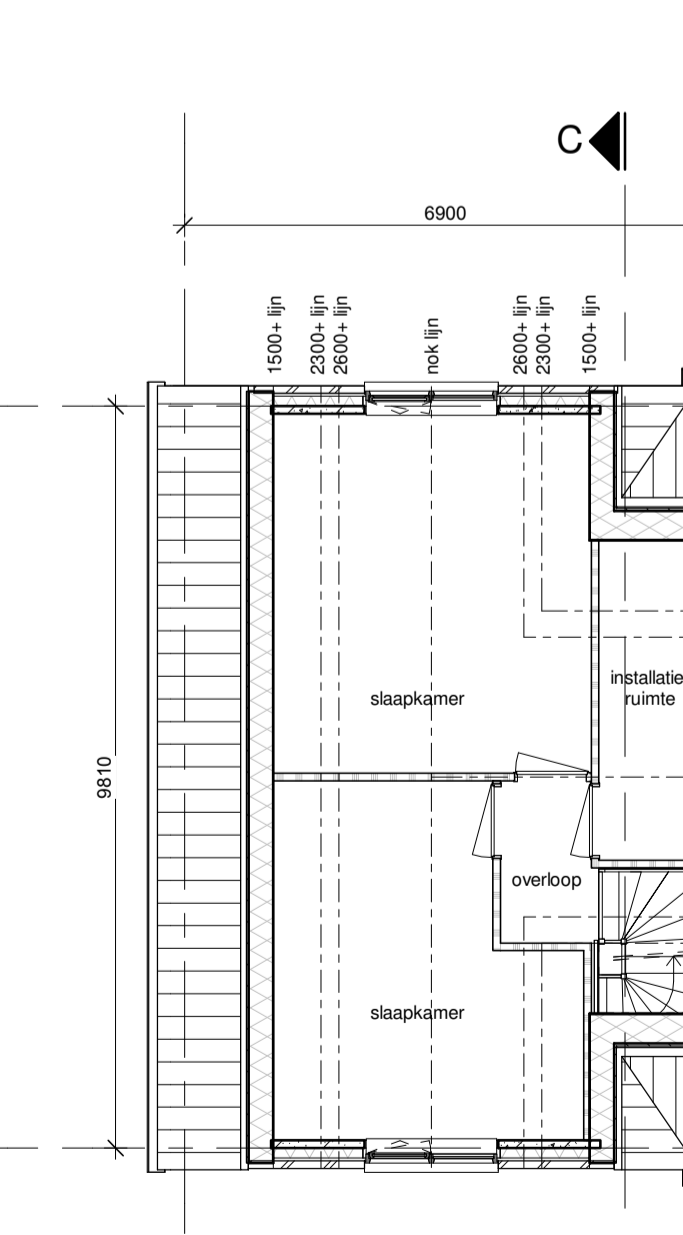 C
6900
1500+ lijn
2300+ lijn
2600+ lijn
nok lijn
2600+ lijn
2300+ lijn
1500+ lijn
slaapkamer
installatie
ruimte
9810
overloop
slaapkamer